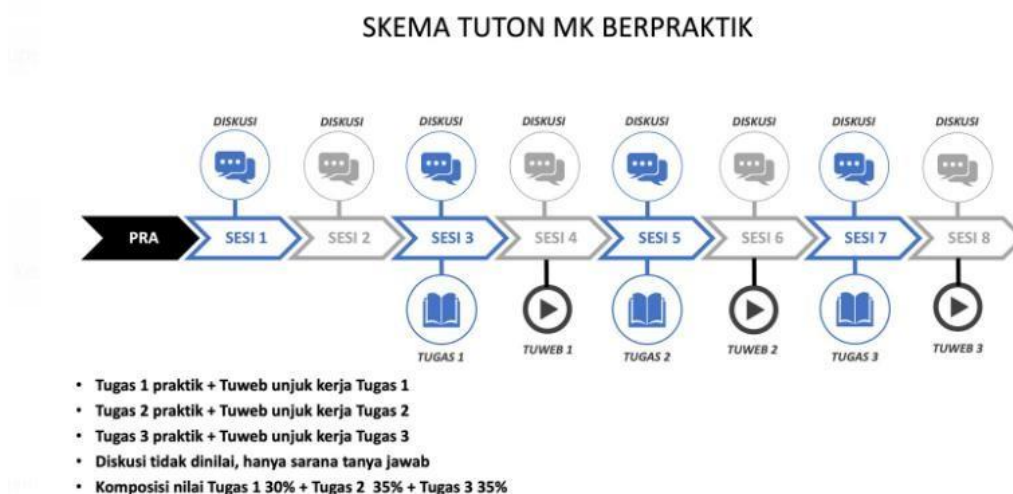 SKEMA TUTON MK BERPRAKTIK
DISKUSI DISKUSI DISKUSI DISKUSI DISKUSI DISKUSI DISKUSI DISKUSI
PRA SESI 1 SESI 2 SESI 3 SESI 4 SESI 5 SESI 6 SESI 7 SESI 8
TUGAS 1 TUWEB 1 TUGAS 2 TUWEB 2 TUGAS 3 TUWEB 3
• Tugas 1 praktik + Tuweb unjuk kerja Tugas 1
• Tugas 2 praktik + Tuweb unjuk kerja Tugas 2
• Tugas 3 praktik + Tuweb unjuk kerja Tugas 3
• Diskusi tidak dinilai, hanya sarana tanya jawab
• Komposisi nilai Tugas 1 30% + Tugas 2 35% + Tugas 3 35%